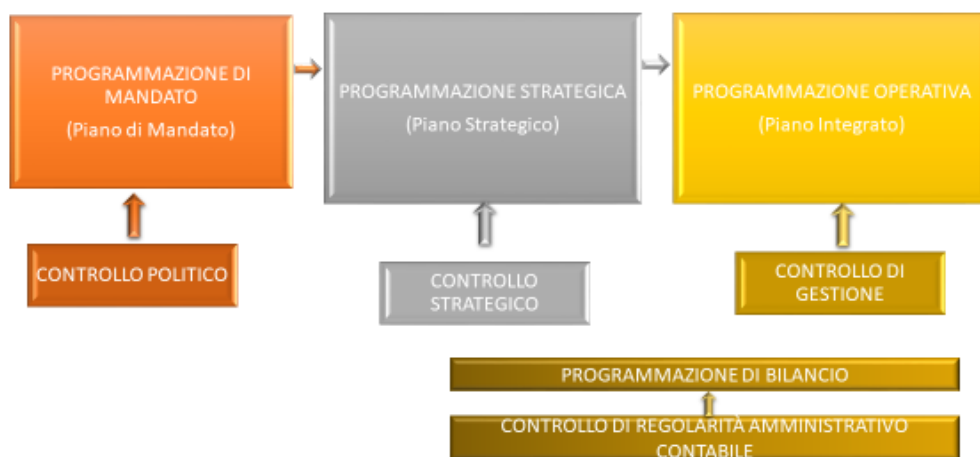 PROGRAMMAZIONE DI
MANDATO
(Piano di Mandato)
PROGRAMMAZIONE STRATEGICA
(Piano Strategico)
PROGRAMMAZIONE OPERATIVA
(Piano Integrato)
CONTROLLO POLITICO
CONTROLLO
STRATEGICO
CONTROLLO DI
GESTIONE
PROGRAMMAZIONE DI BILANCIO
CONTROLLO DI REGOLARITÀ AMMINISTRATIVO
CONTABILE